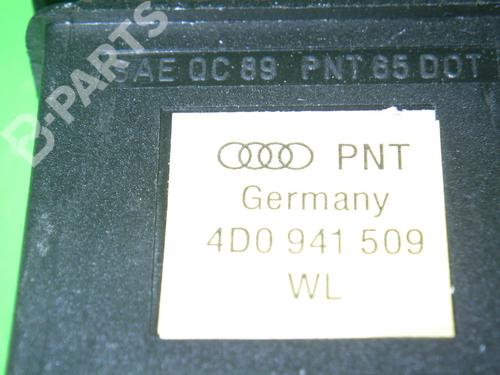 B-PARTS
SAE QC 89 PNT 65 DOT
PNT
Germany
4D0 941 509
WL